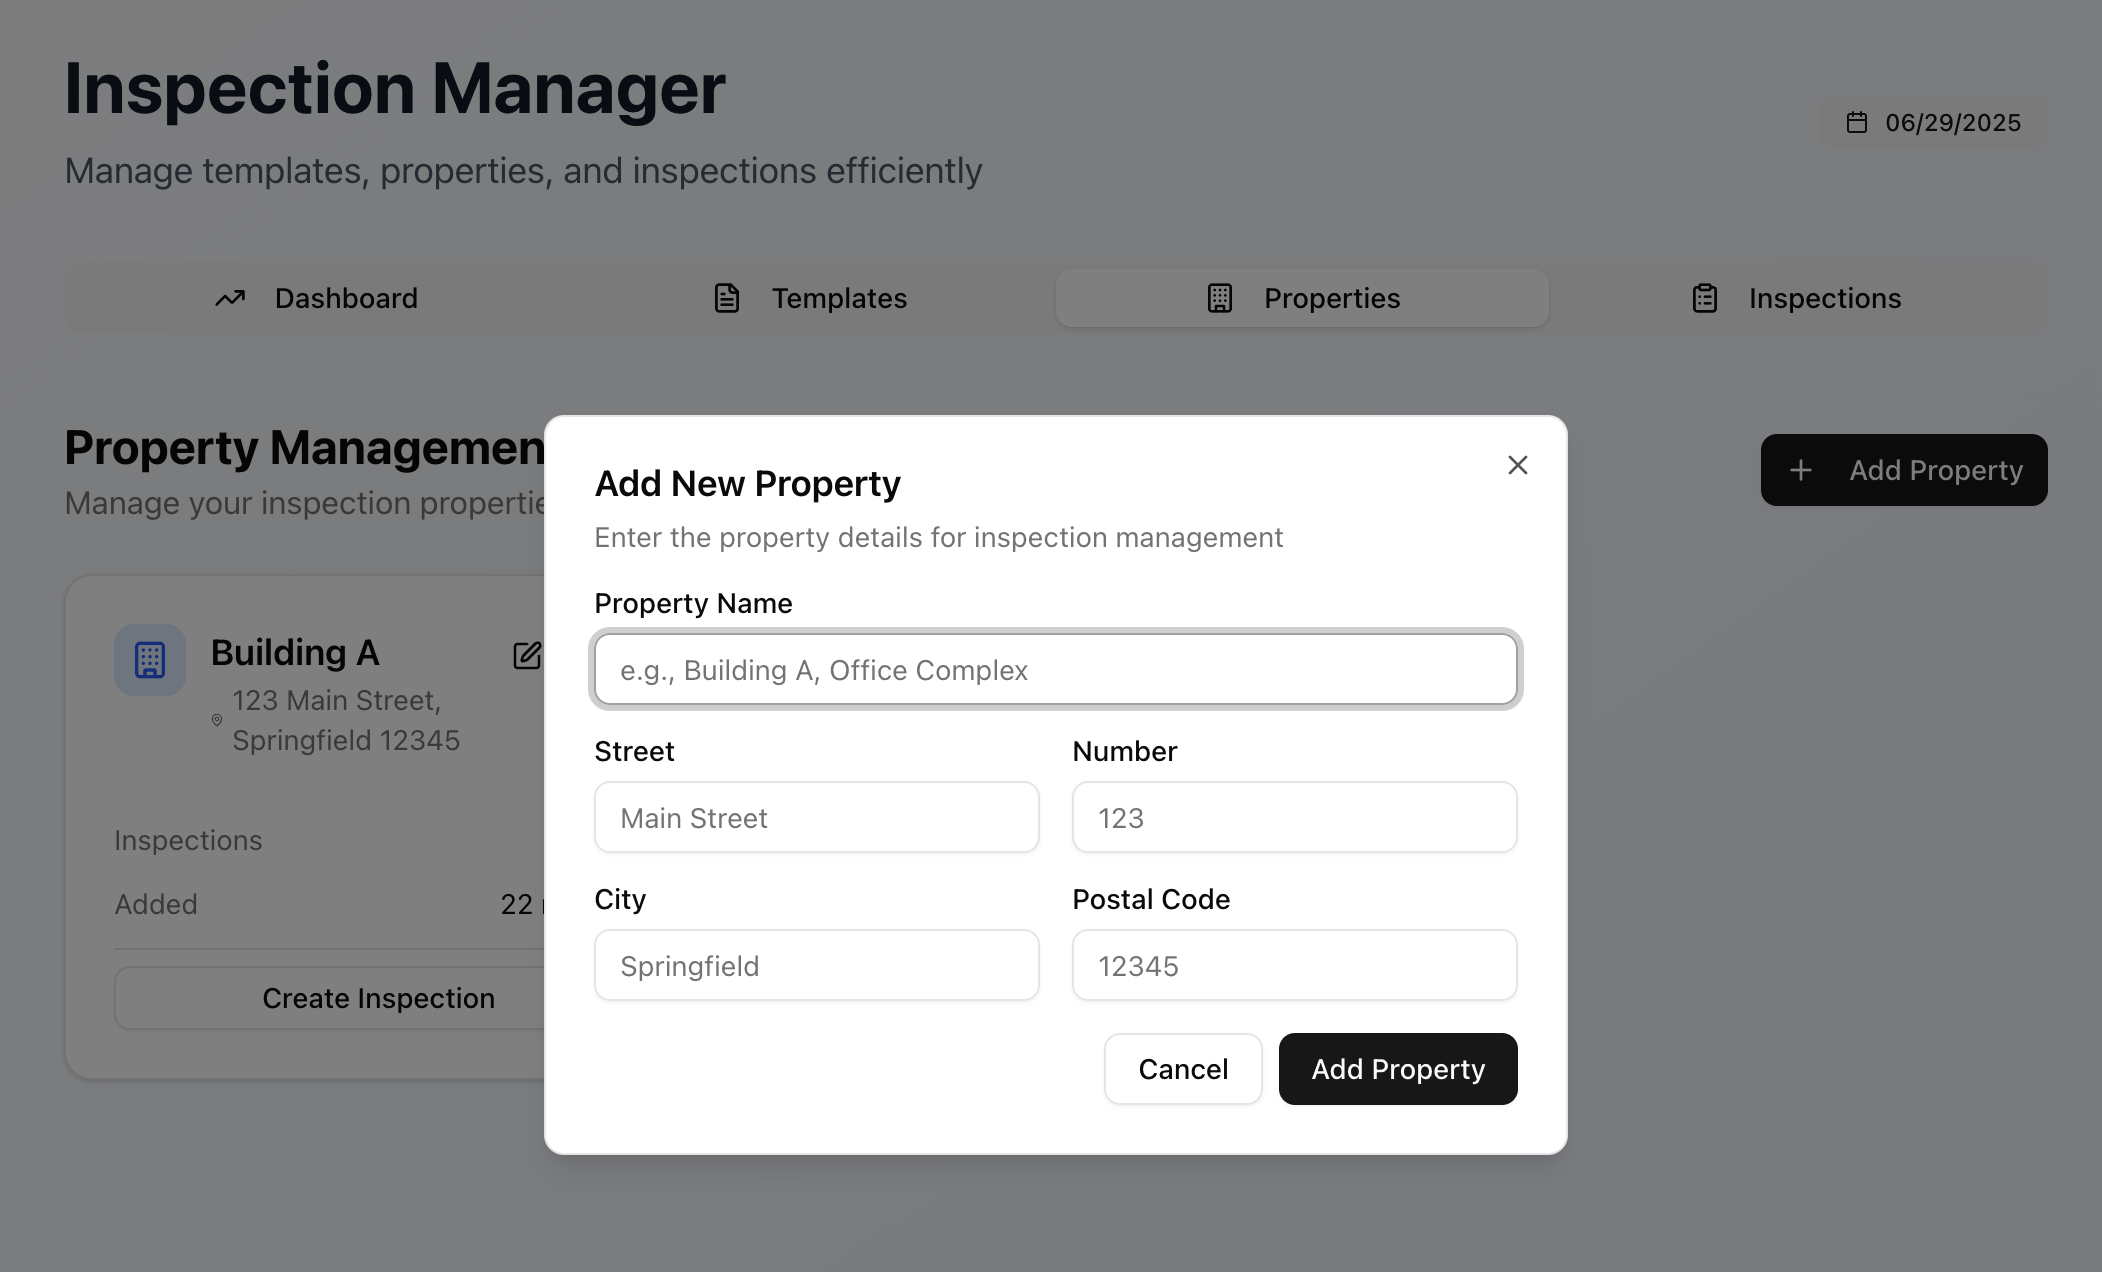 Inspection Manager
Manage templates, properties, and inspections efficiently
06/29/2025
Dashboard
Templates
Properties
Inspections
Property Managemen
Manage your inspection propertie
+ Add Property
Building A
123 Main Street,
Springfield 12345
Inspections
Added
22
Create Inspection
Add New Property
Enter the property details for inspection management
Property Name
e.g., Building A, Office Complex
Street
Number
Main Street
123
City
Postal Code
Springfield
12345
Cancel
Add Property